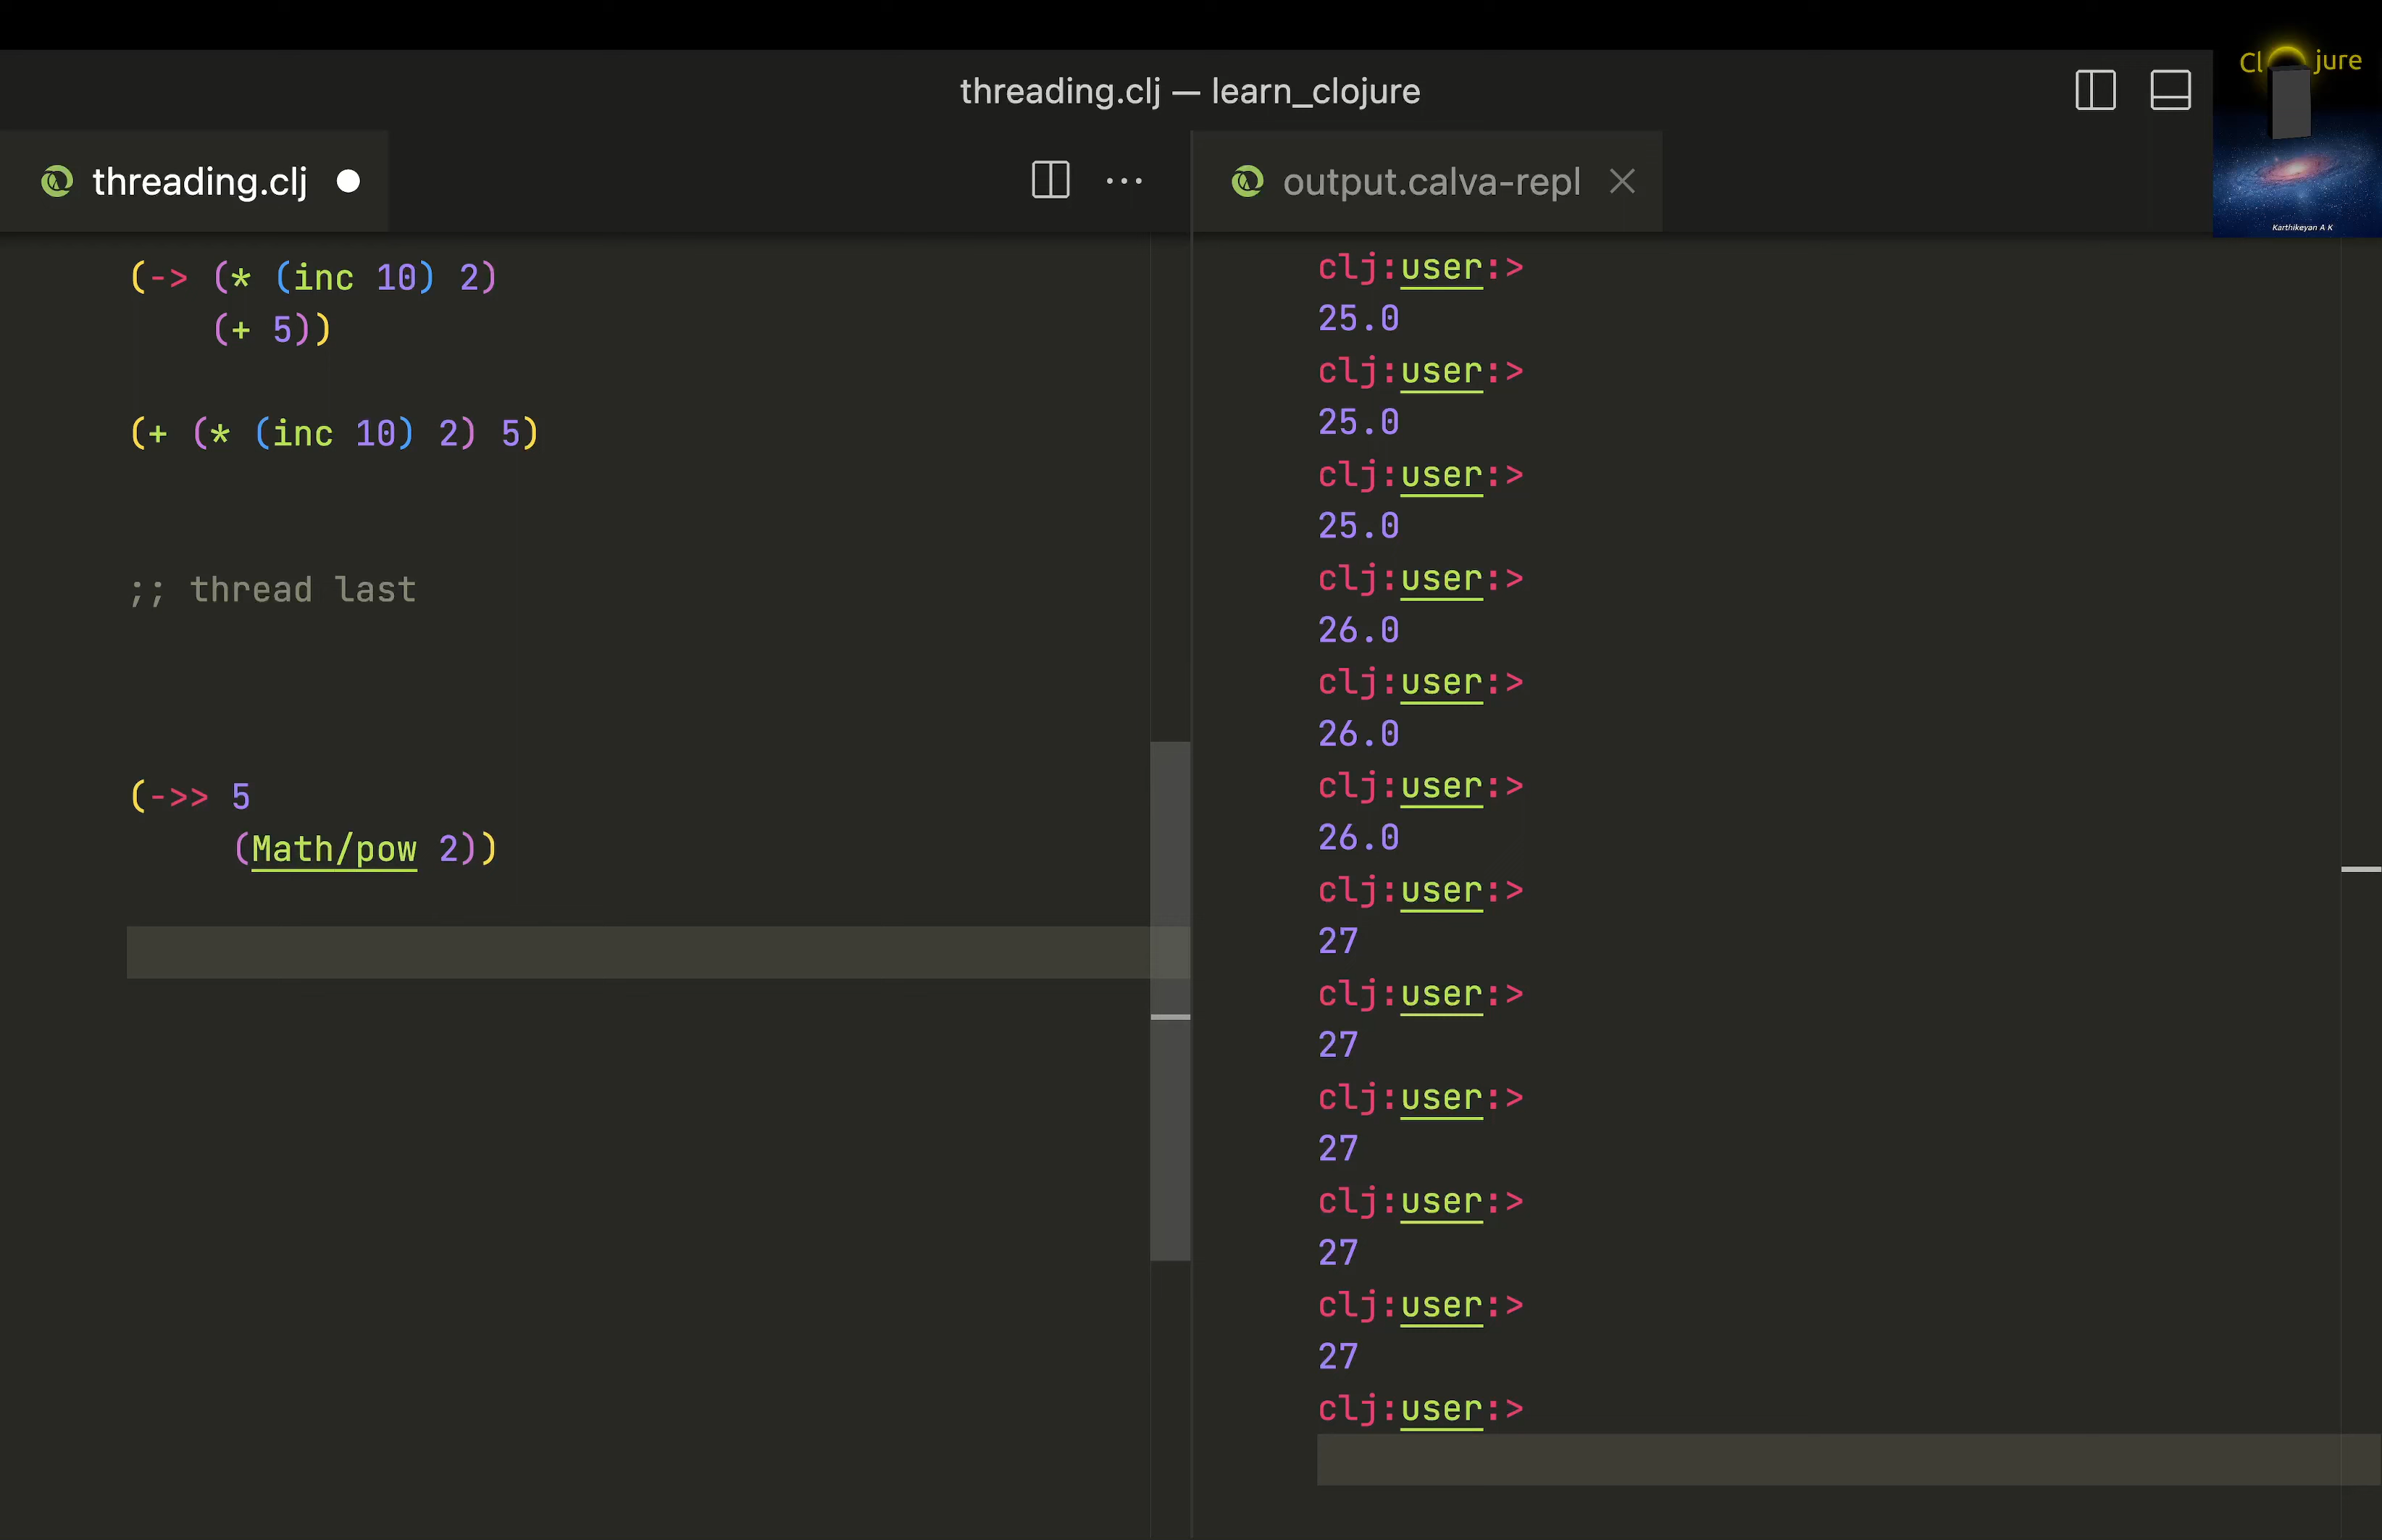 threading.clj — learn_clojure
Cl jure
Karthikeyan A K
threading.clj
(-> (* (inc 10) 2)
(+ 5))
(+ (* (inc 10) 2) 5)
;; thread last
(->> 5
(Math/pow 2))
output.calva-repl
clj:user:>
25.0
clj:user:>
25.0
clj:user:>
25.0
clj:user:>
26.0
clj:user:>
26.0
clj:user:>
26.0
clj:user:>
27
clj:user:>
27
clj:user:>
27
clj:user:>
27
clj:user:>
27
clj:user:>